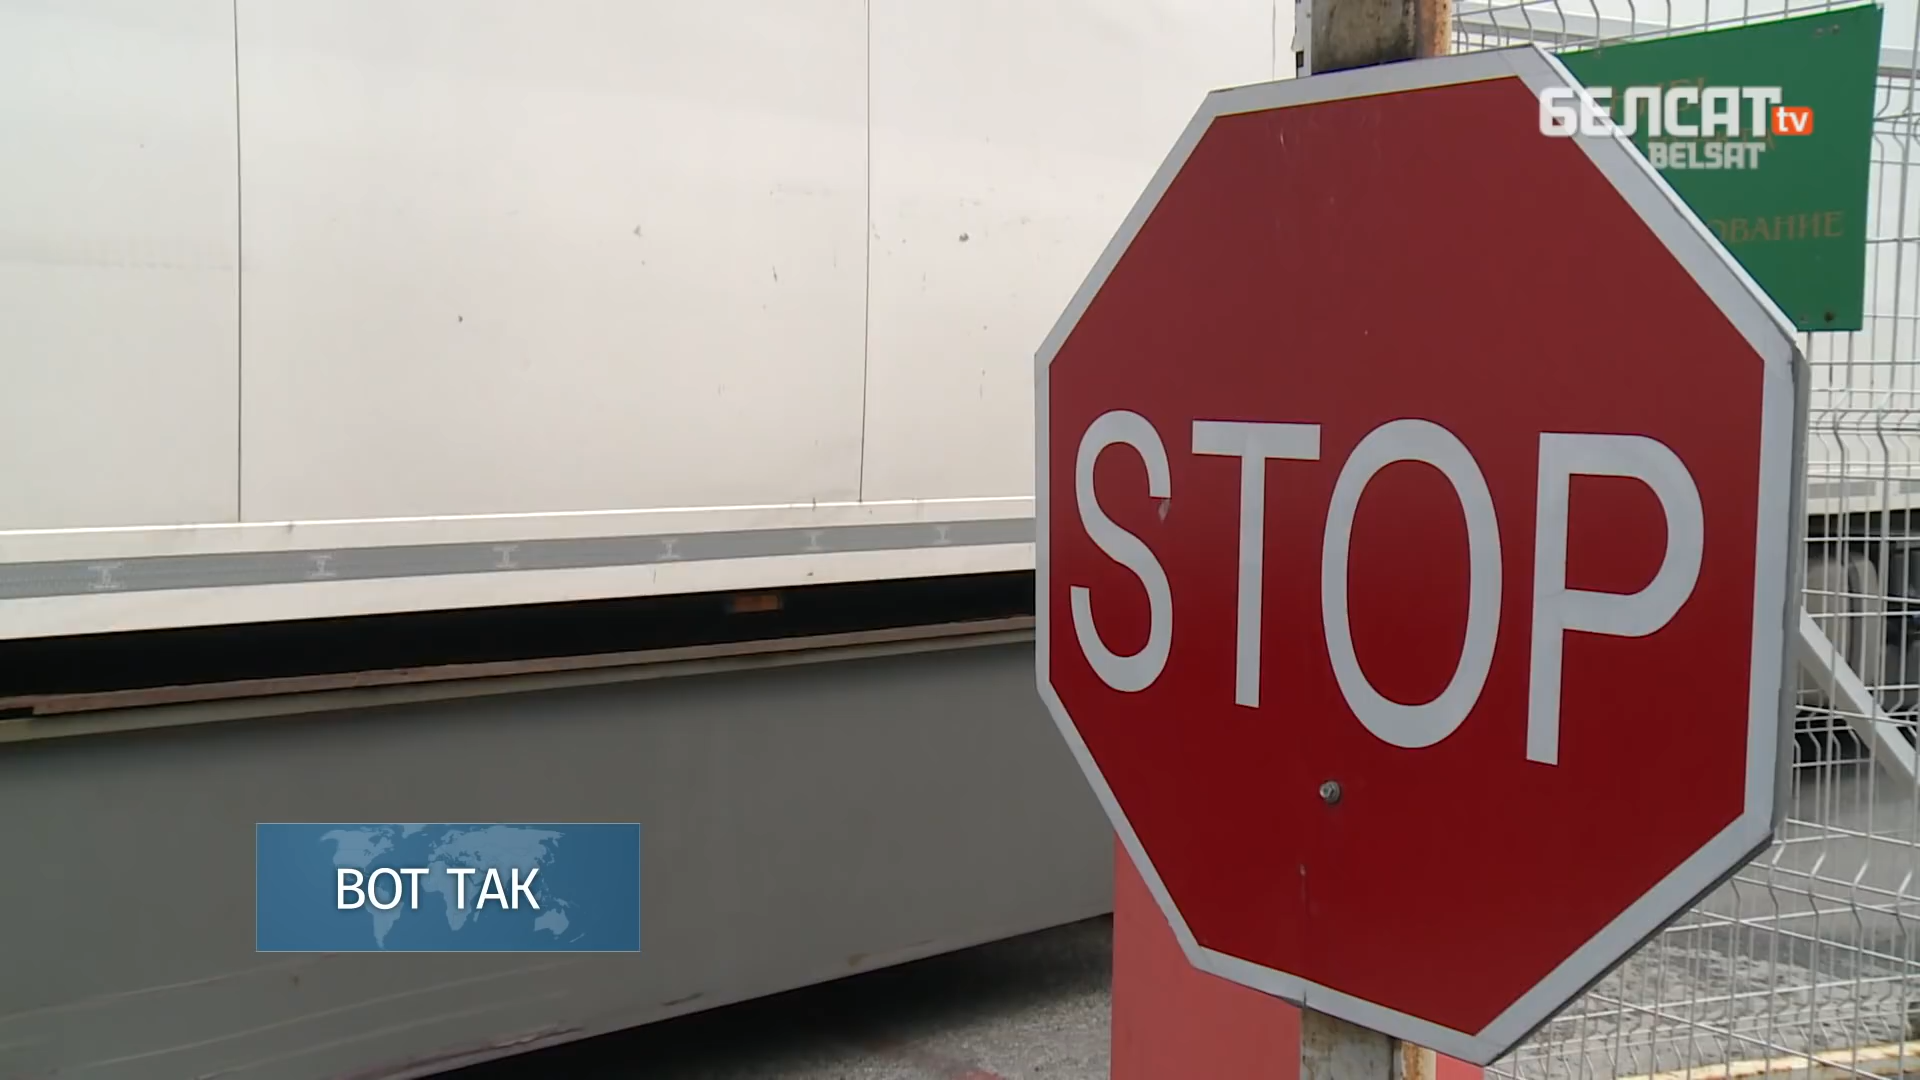 БЕЛСАТ tv
BELSAT
ОВАНИЕ
STOP
ВОТ ТАК